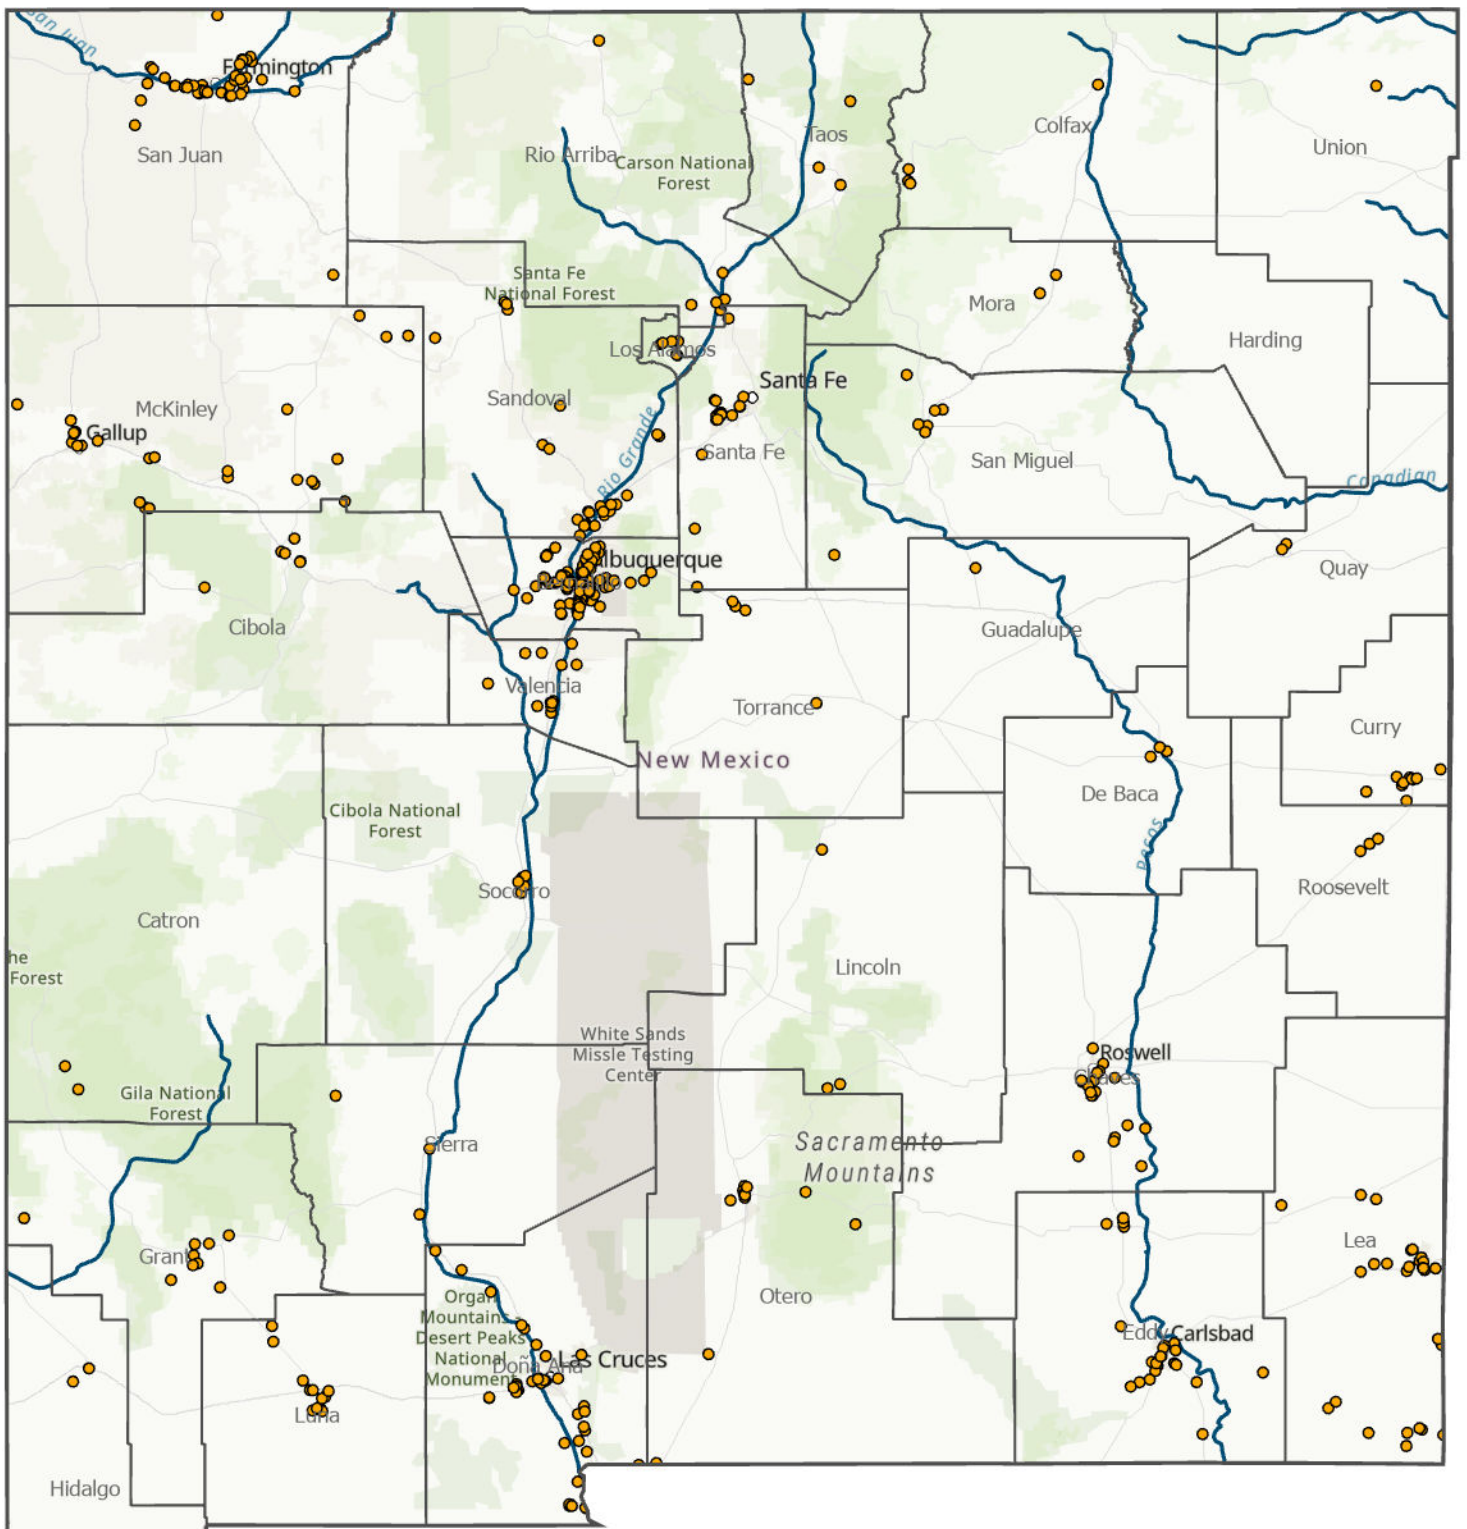 San Juan
Farmington
San Juan
Rio Arriba
Carson National
Forest
Taos
Colfax
Union
Santa Fe
National Forest
Mora
Harding
Los Alamos
McKinley
Gallup
Sandoval
Santa Fe
Rio Grande
Santa Fe
San Miguel
Canadian
Albuquerque
Quay
Cibola
Guadalupe
Valencia
Torrance
Curry
New Mexico
De Baca
Cibola National
Forest
Pecos
Socorro
Roosevelt
Catron
he
Forest
Lincoln
White Sands
Missle Testing
Center
Roswell
Chaves
Gila National
Forest
Sierra
Sacramento
Mountains
Grant
Lea
Otero
Organ
Mountains -
Desert Peaks
National
Monument
Doña Ana
Las Cruces
Eddy
Carlsbad
Luna
Hidalgo